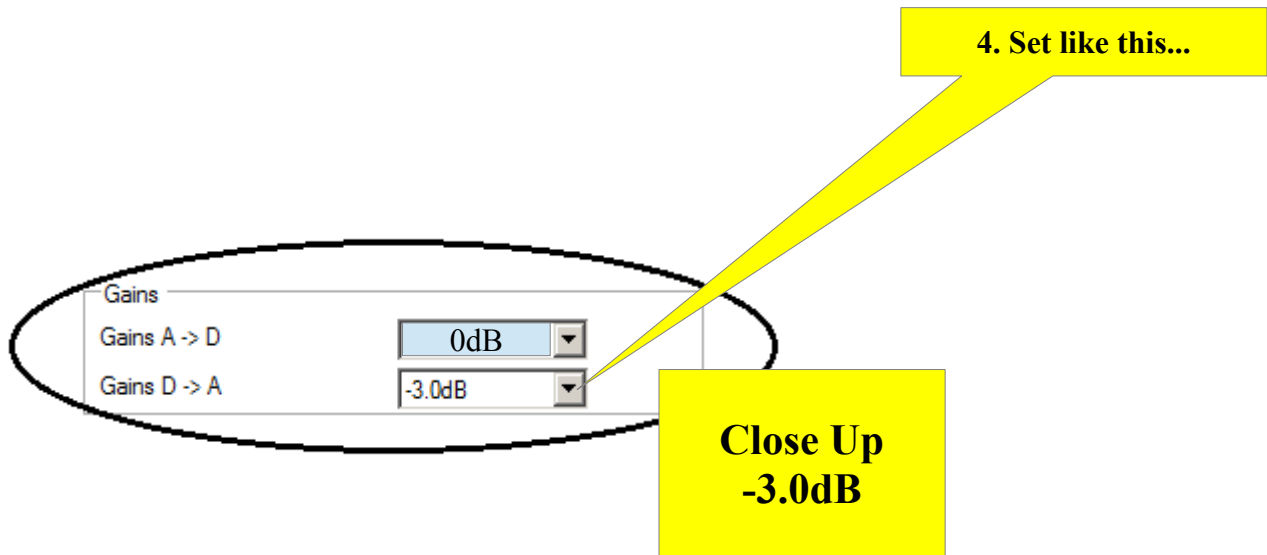 4. Set like this...
Gains
Gains A -> D
0dB
Gains D -> A
-3.0dB
Close Up
-3.0dB